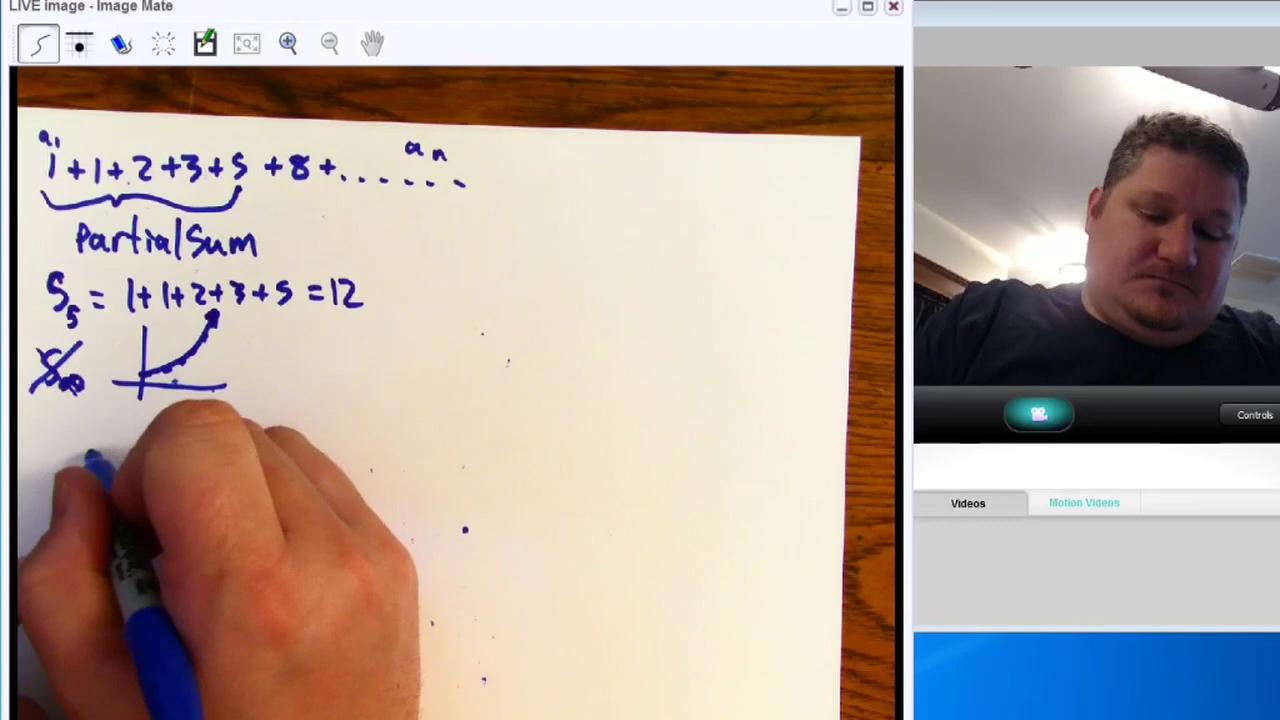 LIVE image - Image Mate
a1 an
1+1+2+3+5+8+.......
Partial Sum
S5 = 1+1+2+3+5 = 12
S∞
Controls
Videos Motion Videos